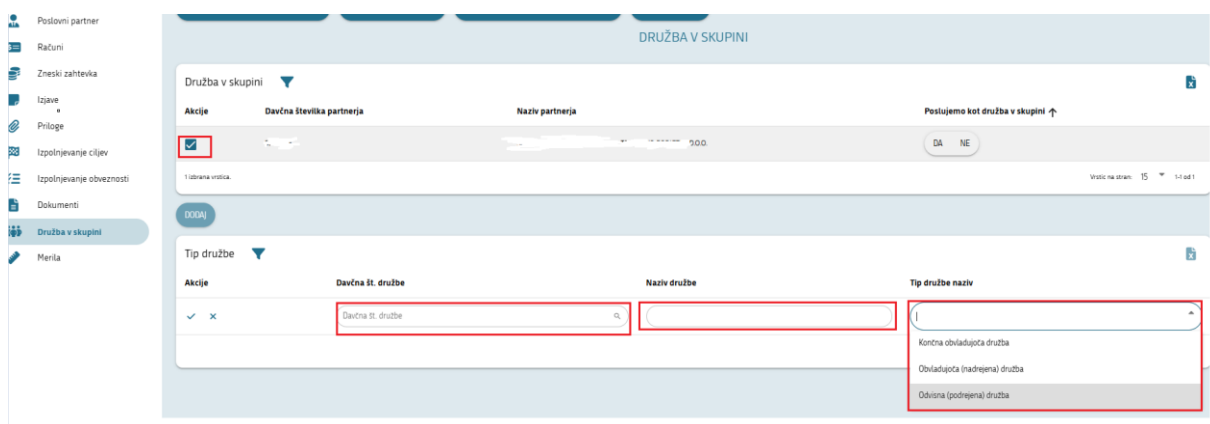 Poslovni partner
Računi
Zneski zahtevka
Izjave
Priloge
Izpolnjevanje ciljev
Izpolnjevanje obveznosti
Dokumenti
Družba v skupini
Merila
DRUŽBA V SKUPINI
Družba v skupini
Akcije Davčna številka partnerja Naziv partnerja Poslujemo kot družba v skupini
o.o.
DA NE
1 izbrana vrstica. Vrstic na stran: 15 1-1 od 1
DODAJ
Tip družbe
Akcije Davčna št. družbe Naziv družbe Tip družbe naziv
Davčna št. družbe
Končna obvladujoča družba
Obvladujoča (nadrejena) družba
Odvisna (podrejena) družba